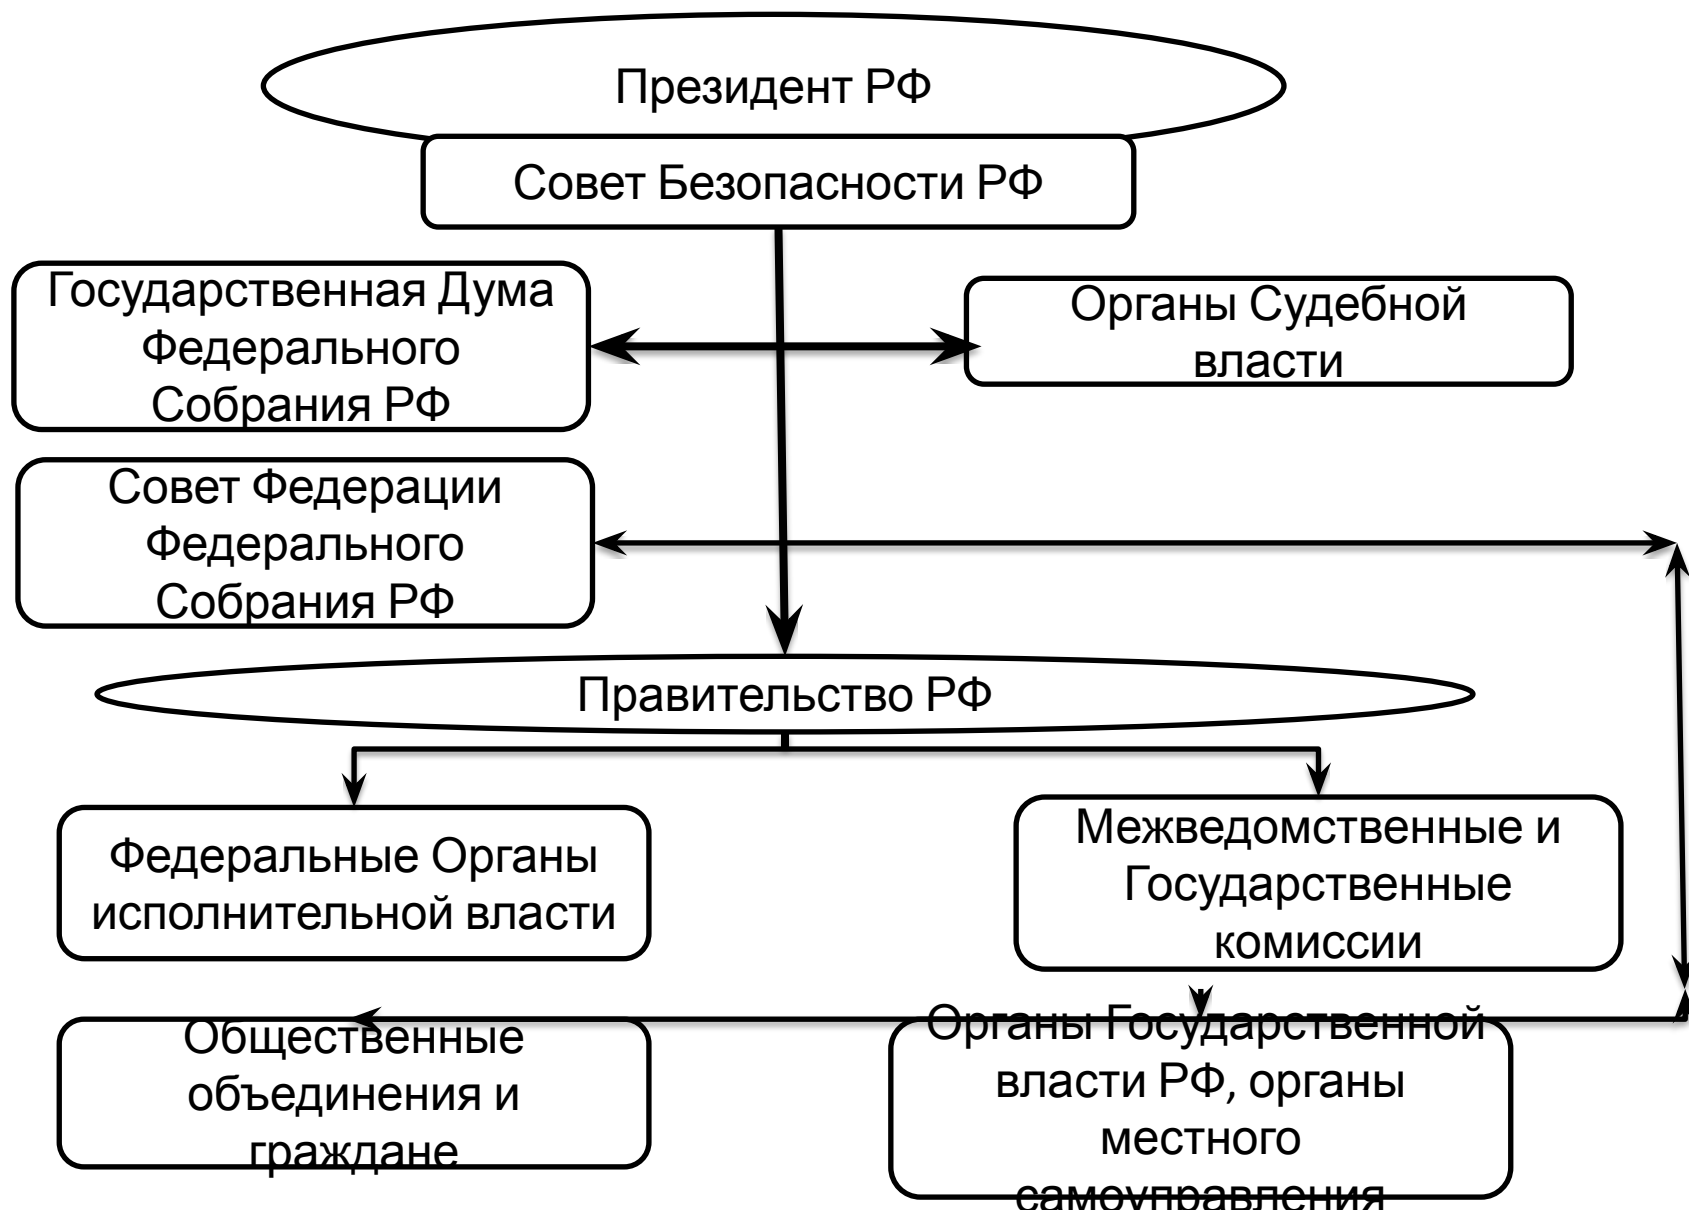 Президент РФ
Совет Безопасности РФ
Государственная Дума
Федерального
Собрания РФ
Органы Судебной
власти
Совет Федерации
Федерального
Собрания РФ
Правительство РФ
Федеральные Органы
исполнительной власти
Межведомственные и
Государственные
комиссии
Общественные
объединения и
граждане
Органы Государственной
власти РФ, органы
местного
самоуправления